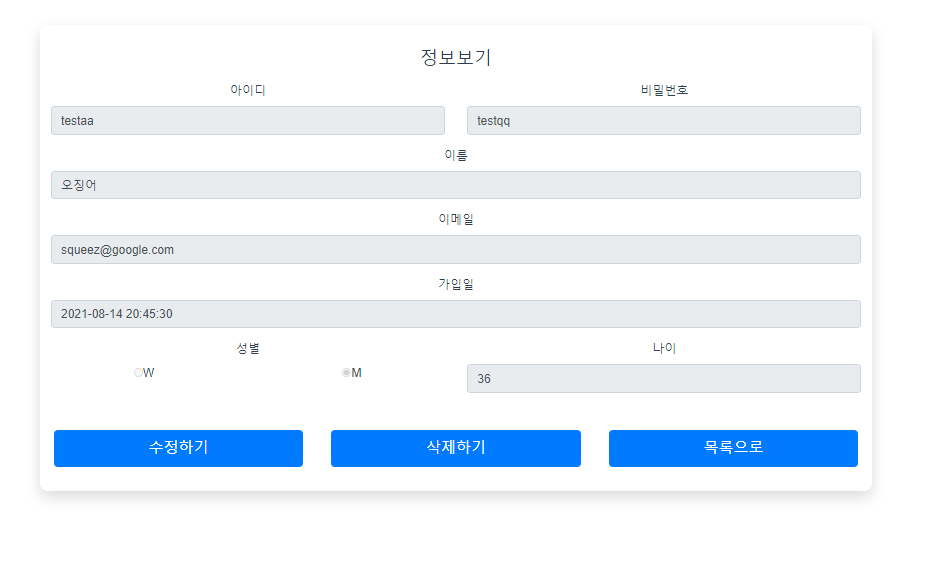 정보보기
아이디 비밀번호
testaa testqq
이름
오징어
이메일
squeez@google.com
가입일
2021-08-14 20:45:30
성별 나이
W M 36
수정하기 삭제하기 목록으로